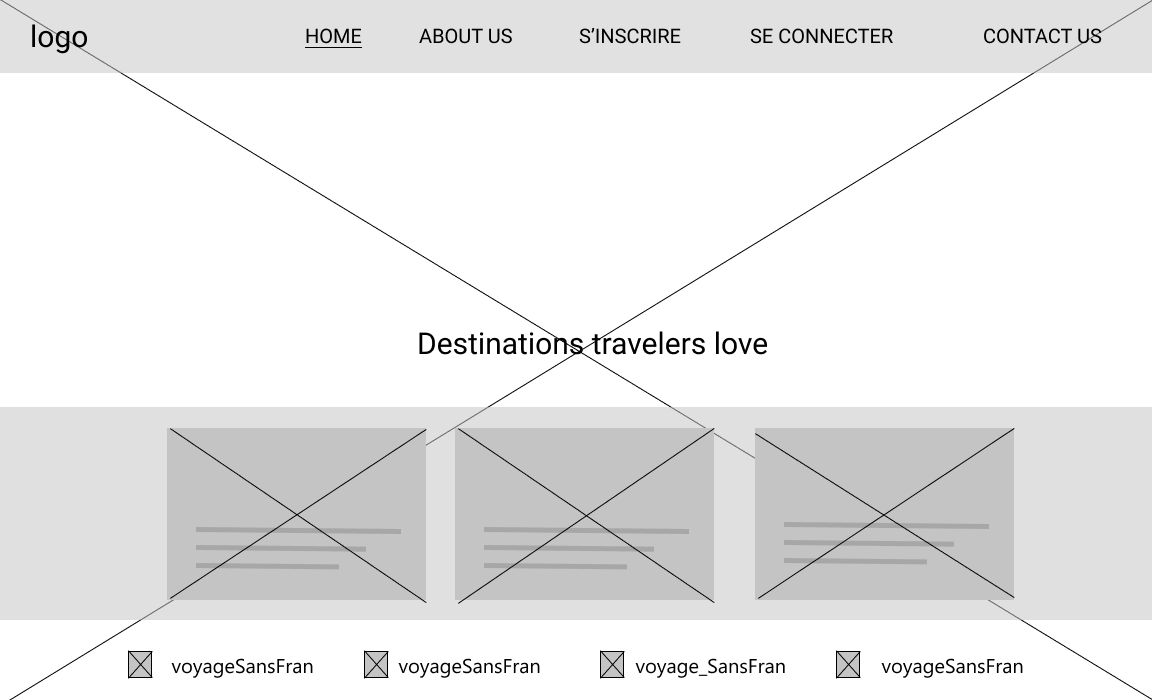 logo
HOME ABOUT US S’INSCRIRE SE CONNECTER CONTACT US
Destinations travelers love
voyageSansFran voyageSansFran voyage_SansFran voyageSansFran